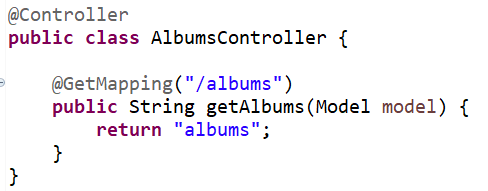 @Controller
public class AlbumsController {
@GetMapping("/albums")
public String getAlbums(Model model) {
return "albums";
}
}